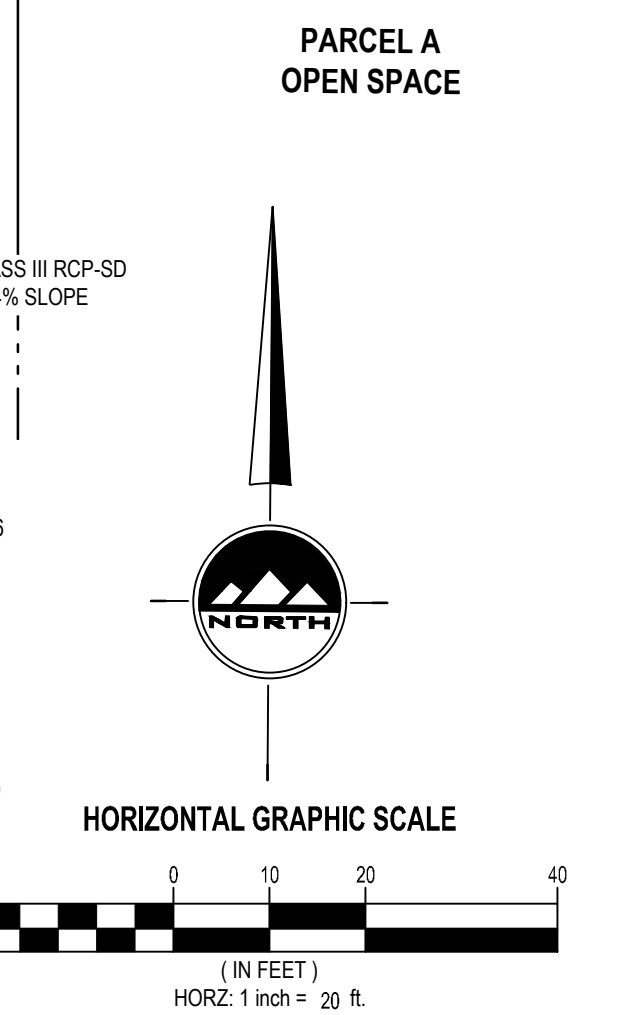 PARCEL A
OPEN SPACE
SS III RCP-SD
% SLOPE
NORTH
HORIZONTAL GRAPHIC SCALE
0 10 20 40
( IN FEET )
HORZ: 1 inch = 20 ft.